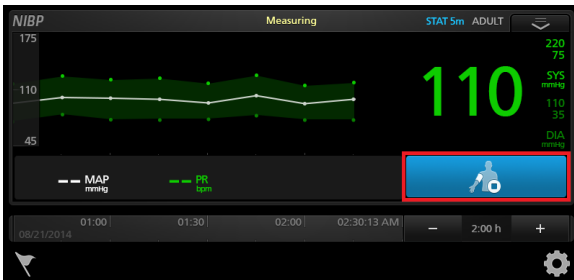 NIBP Measuring STAT 5m ADULT
175
220
75
SYS
mmHg
110
110
110
35
45
DIA
mmHg
-- MAP
mmHg
-- PR
bpm
01:00 01:30 02:00 02:30:13 AM
08/21/2014
− 2:00 h +